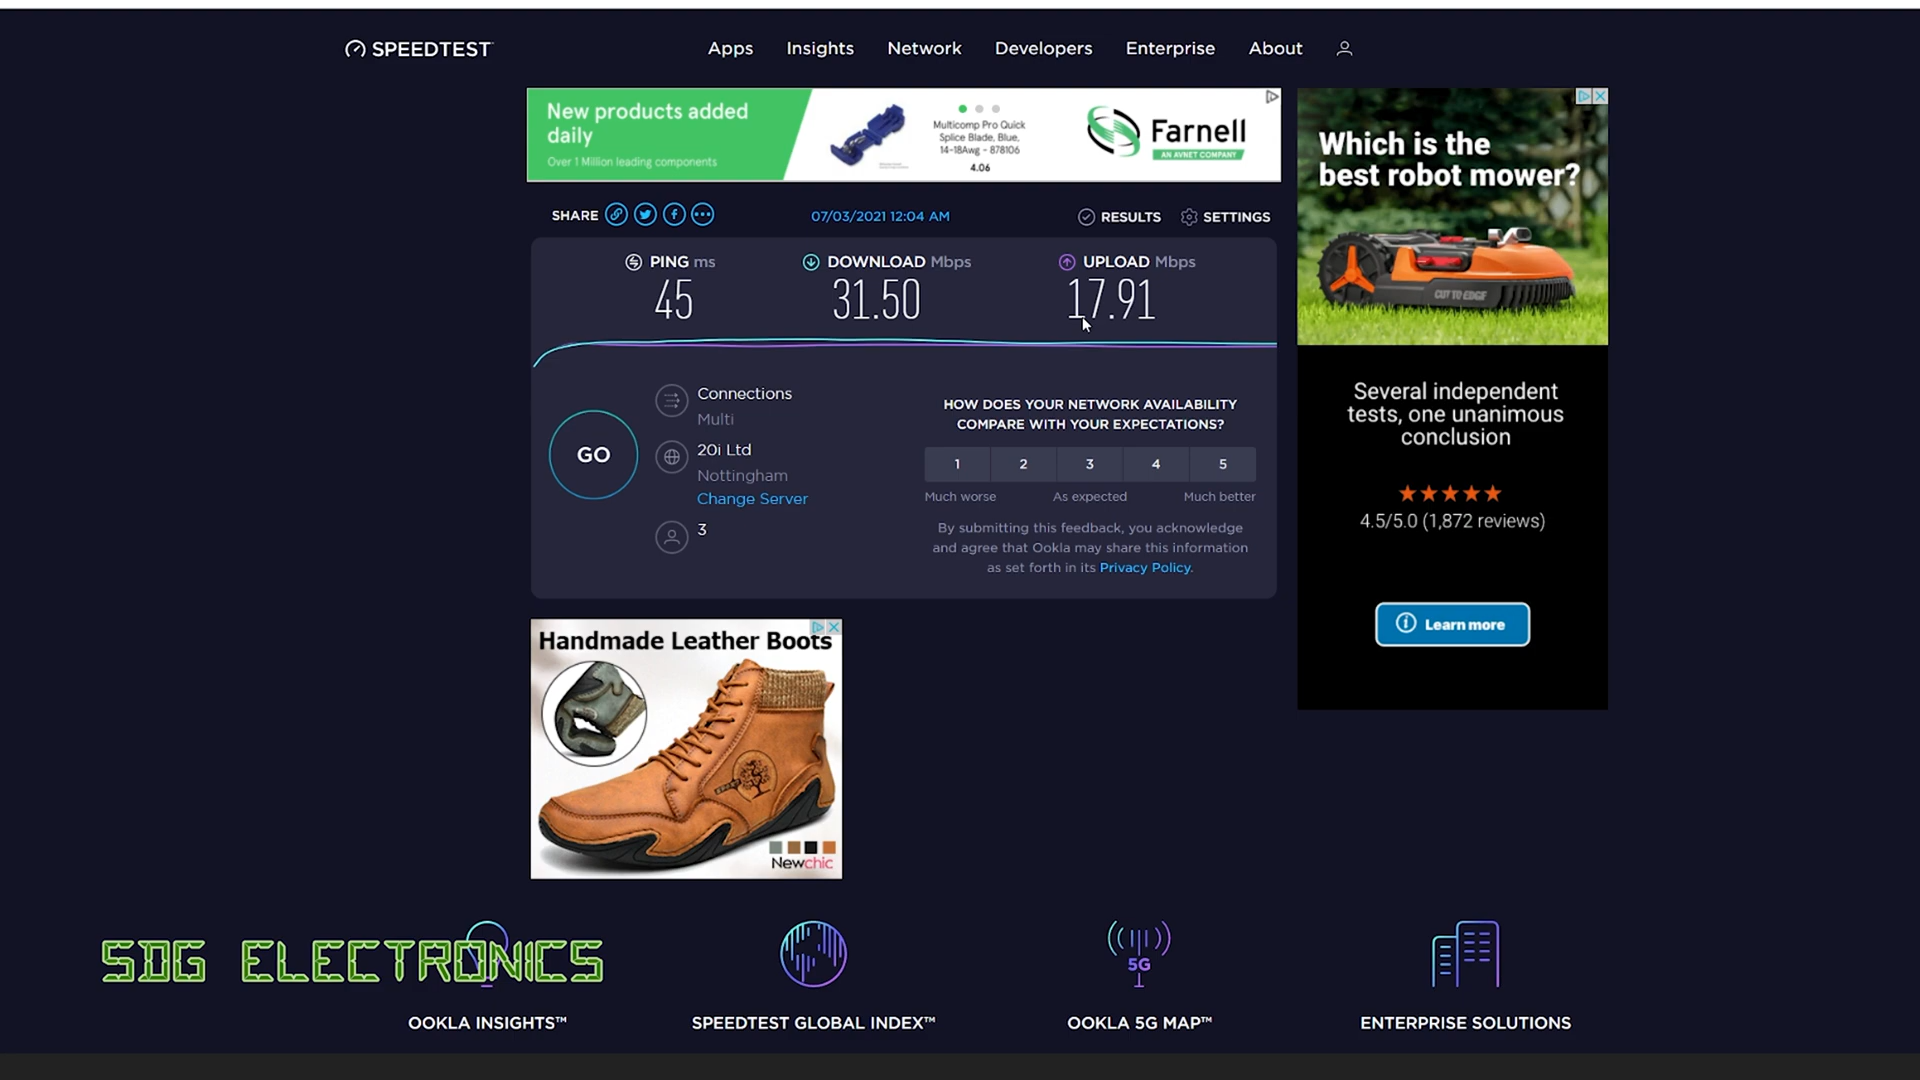 SPEEDTEST
Apps Insights Network Developers Enterprise About
New products added
daily
Over 1 Million leading components
Multicomp Pro Quick
Splice Blade, Blue,
14-18Awg - 878106
4.06
Farnell
AN AVNET COMPANY
Which is the
best robot mower?
CUT TO EDGE
SHARE
07/03/2021 12:04 AM
RESULTS SETTINGS
PING ms DOWNLOAD Mbps UPLOAD Mbps
45 31.50 17.91
GO
Connections
Multi
20i Ltd
Nottingham
Change Server
3
HOW DOES YOUR NETWORK AVAILABILITY
COMPARE WITH YOUR EXPECTATIONS?
1 2 3 4 5
Much worse As expected Much better
By submitting this feedback, you acknowledge
and agree that Ookla may share this information
as set forth in its Privacy Policy.
Several independent
tests, one unanimous
conclusion
4.5/5.0 (1,872 reviews)
Learn more
Handmade Leather Boots
Newchic
SDG ELECTRONICS
5G
OOKLA INSIGHTS™ SPEEDTEST GLOBAL INDEX™ OOKLA 5G MAP™ ENTERPRISE SOLUTIONS